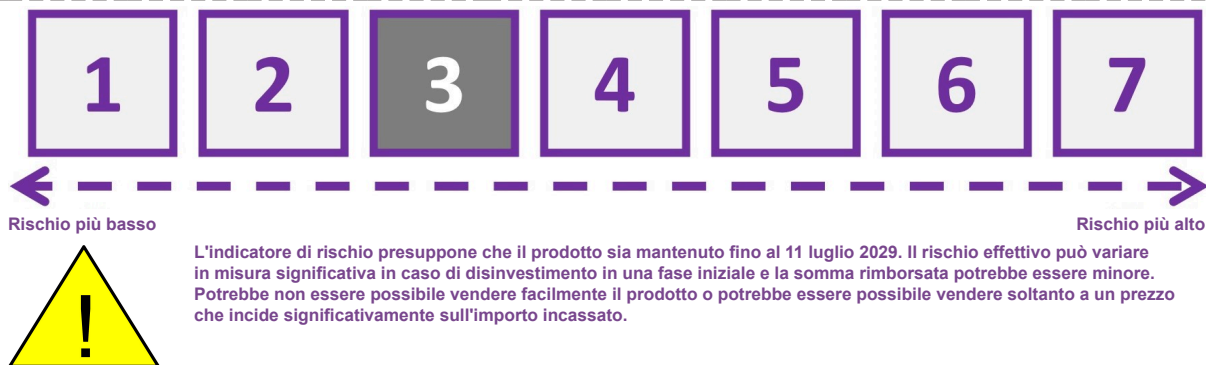 1 2 3 4 5 6 7
Rischio più basso Rischio più alto
L'indicatore di rischio presuppone che il prodotto sia mantenuto fino al 11 luglio 2029. Il rischio effettivo può variare
in misura significativa in caso di disinvestimento in una fase iniziale e la somma rimborsata potrebbe essere minore.
Potrebbe non essere possibile vendere facilmente il prodotto o potrebbe essere possibile vendere soltanto a un prezzo
che incide significativamente sull'importo incassato.
!